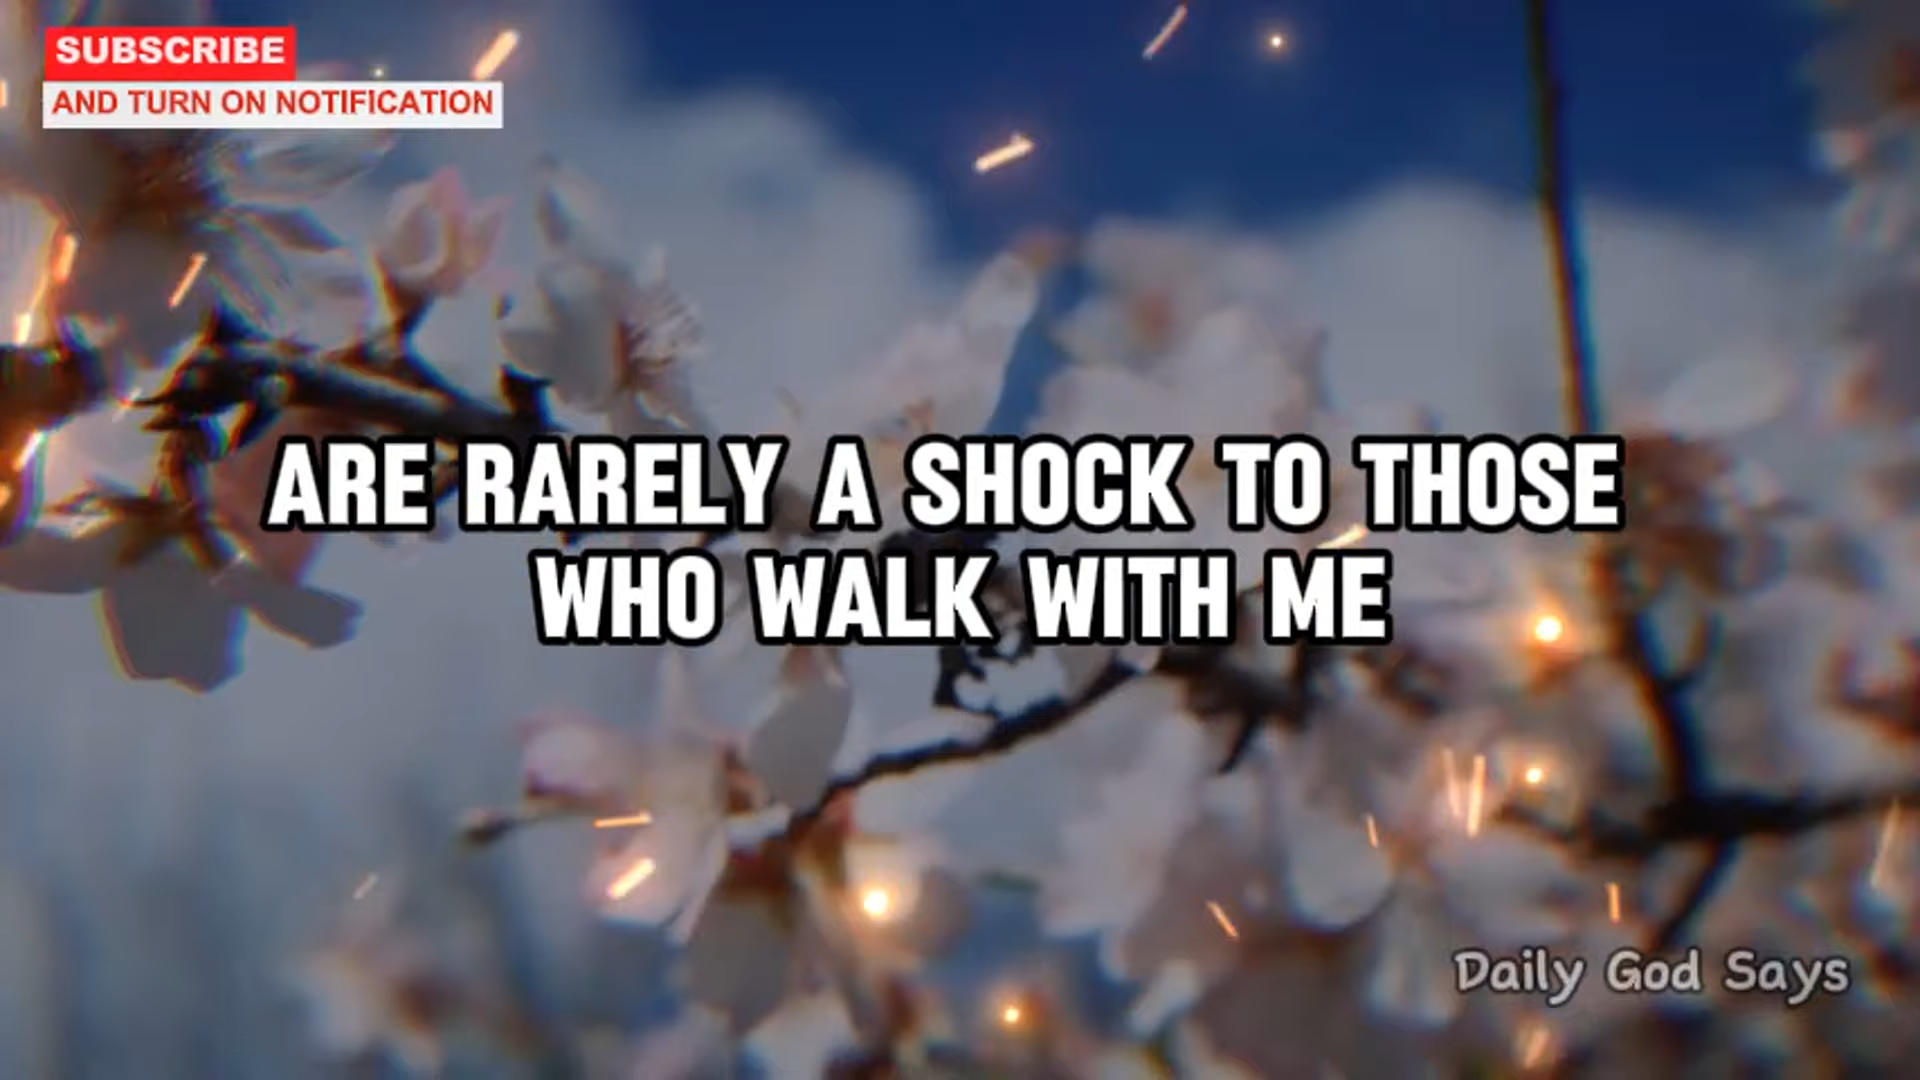 SUBSCRIBE
AND TURN ON NOTIFICATION
ARE RARELY A SHOCK TO THOSE
WHO WALK WITH ME
Daily God Says